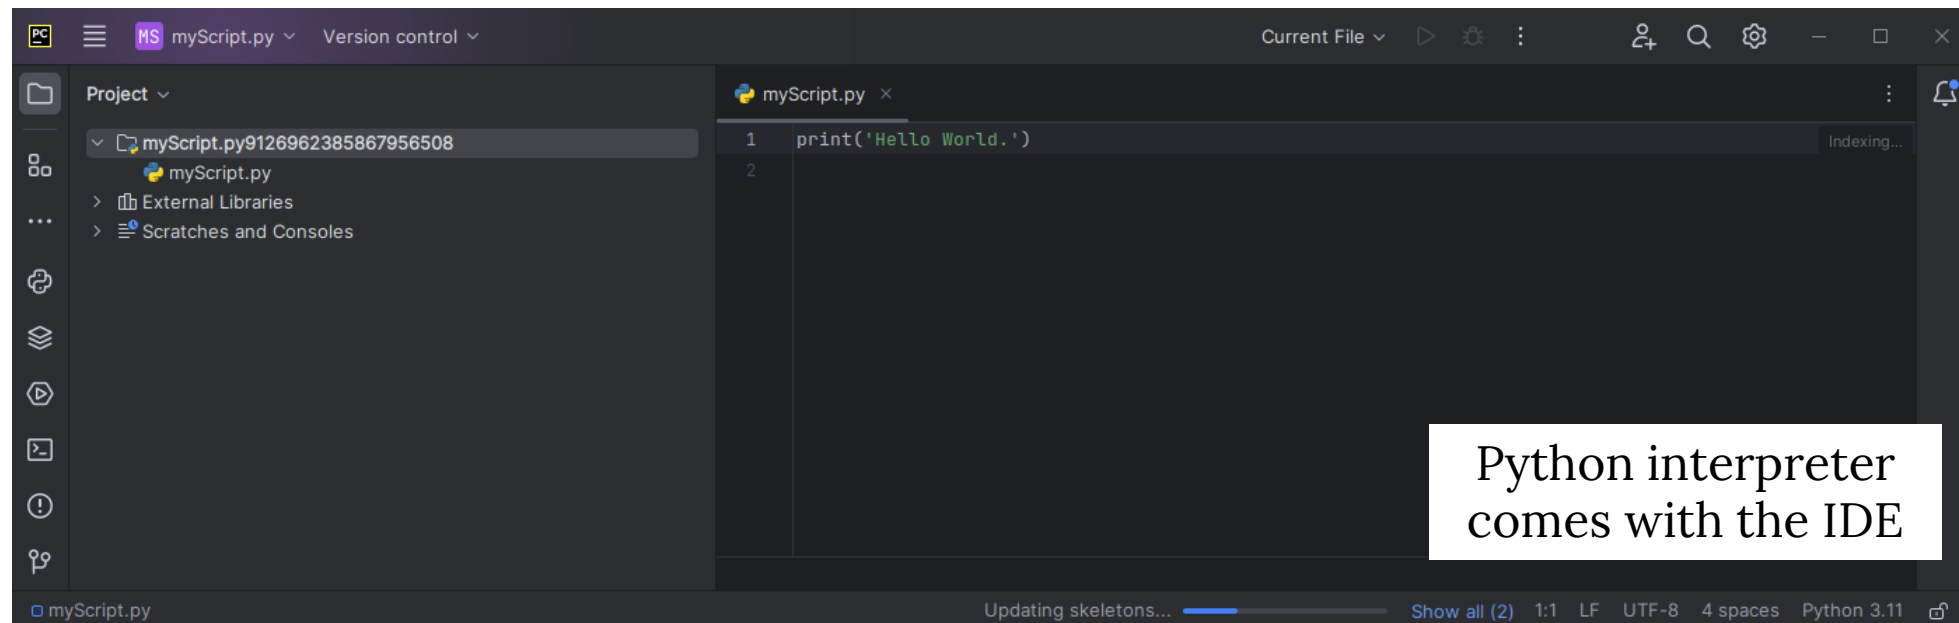 PC
MS myScript.py Version control Current File
Project
myScript.py
myScript.py9126962385867956508
myScript.py
External Libraries
Scratches and Consoles
1 print('Hello World.')
2
Indexing...
Python interpreter
comes with the IDE
myScript.py Updating skeletons... Show all (2) 1:1 LF UTF-8 4 spaces Python 3.11